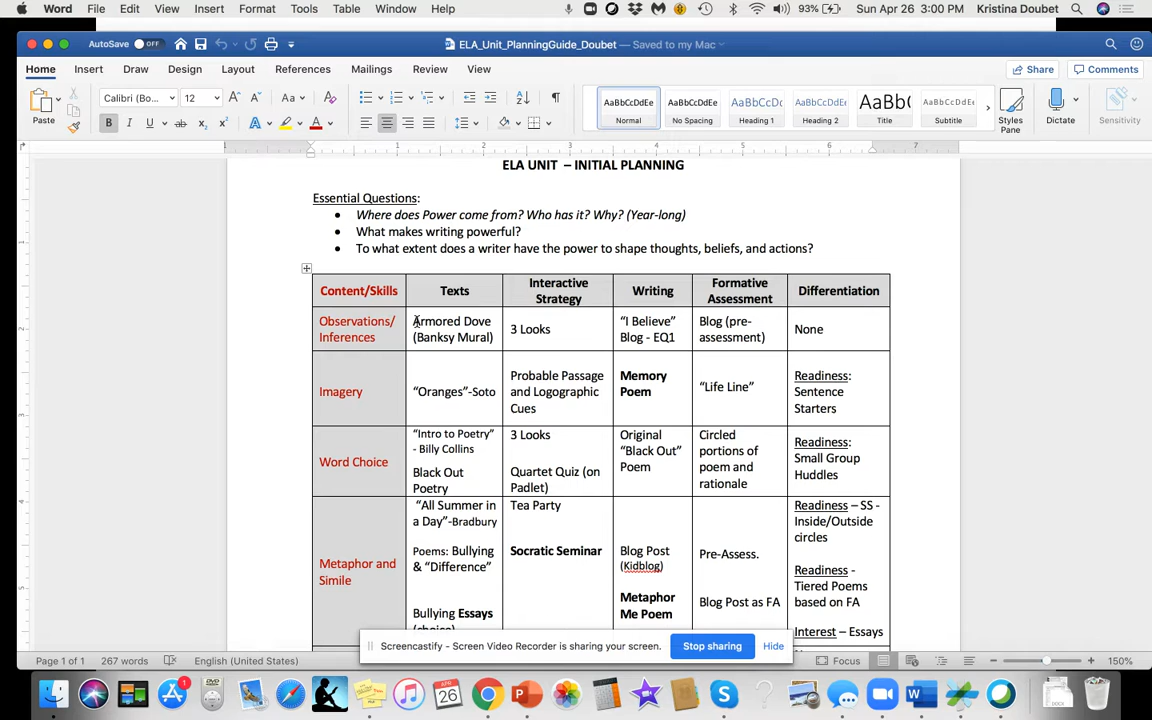 Word File Edit View Insert Format Tools Table Window Help 93% Sun Apr 26 3:00 PM Kristina Doubet
AutoSave OFF ELA_Unit_PlanningGuide_Doubet — Saved to my Mac
Home Insert Draw Design Layout References Mailings Review View Share Comments
Paste Calibri (Bo... 12 Aa
AaBbCcDdEe AaBbCcDdEe AaBbCcDc AaBbCcDdEe AaBbC AaBbCcDdEe
Normal No Spacing Heading 1 Heading 2 Title Subtitle Styles Pane Dictate Sensitivity
1 1 2 3 4 5 6 7
ELA UNIT – INITIAL PLANNING
Essential Questions:
• Where does Power come from? Who has it? Why? (Year-long)
• What makes writing powerful?
• To what extent does a writer have the power to shape thoughts, beliefs, and actions?
Content/Skills Texts Interactive Strategy Writing Formative Assessment Differentiation
Observations/
Inferences
Armored Dove
(Banksy Mural)
3 Looks
“I Believe”
Blog - EQ1
Blog (pre-
assessment)
None
Imagery
“Oranges”-Soto
Probable Passage
and Logographic
Cues
Memory
Poem
“Life Line”
Readiness:
Sentence
Starters
Word Choice
“Intro to Poetry”
- Billy Collins
Black Out
Poetry
3 Looks
Quartet Quiz (on
Padlet)
Original
“Black Out”
Poem
Circled
portions of
poem and
rationale
Readiness:
Small Group
Huddles
Metaphor and
Simile
“All Summer in
a Day”-Bradbury
Poems: Bullying
& “Difference”
Bullying Essays
(choice)
Tea Party
Socratic Seminar
Blog Post
(Kidblog)
Metaphor
Me Poem
Pre-Assess.
Blog Post as FA
Readiness – SS -
Inside/Outside
circles
Readiness -
Tiered Poems
based on FA
Interest – Essays
Screencastify - Screen Video Recorder is sharing your screen. Stop sharing Hide
Page 1 of 1 267 words English (United States) Focus 150%